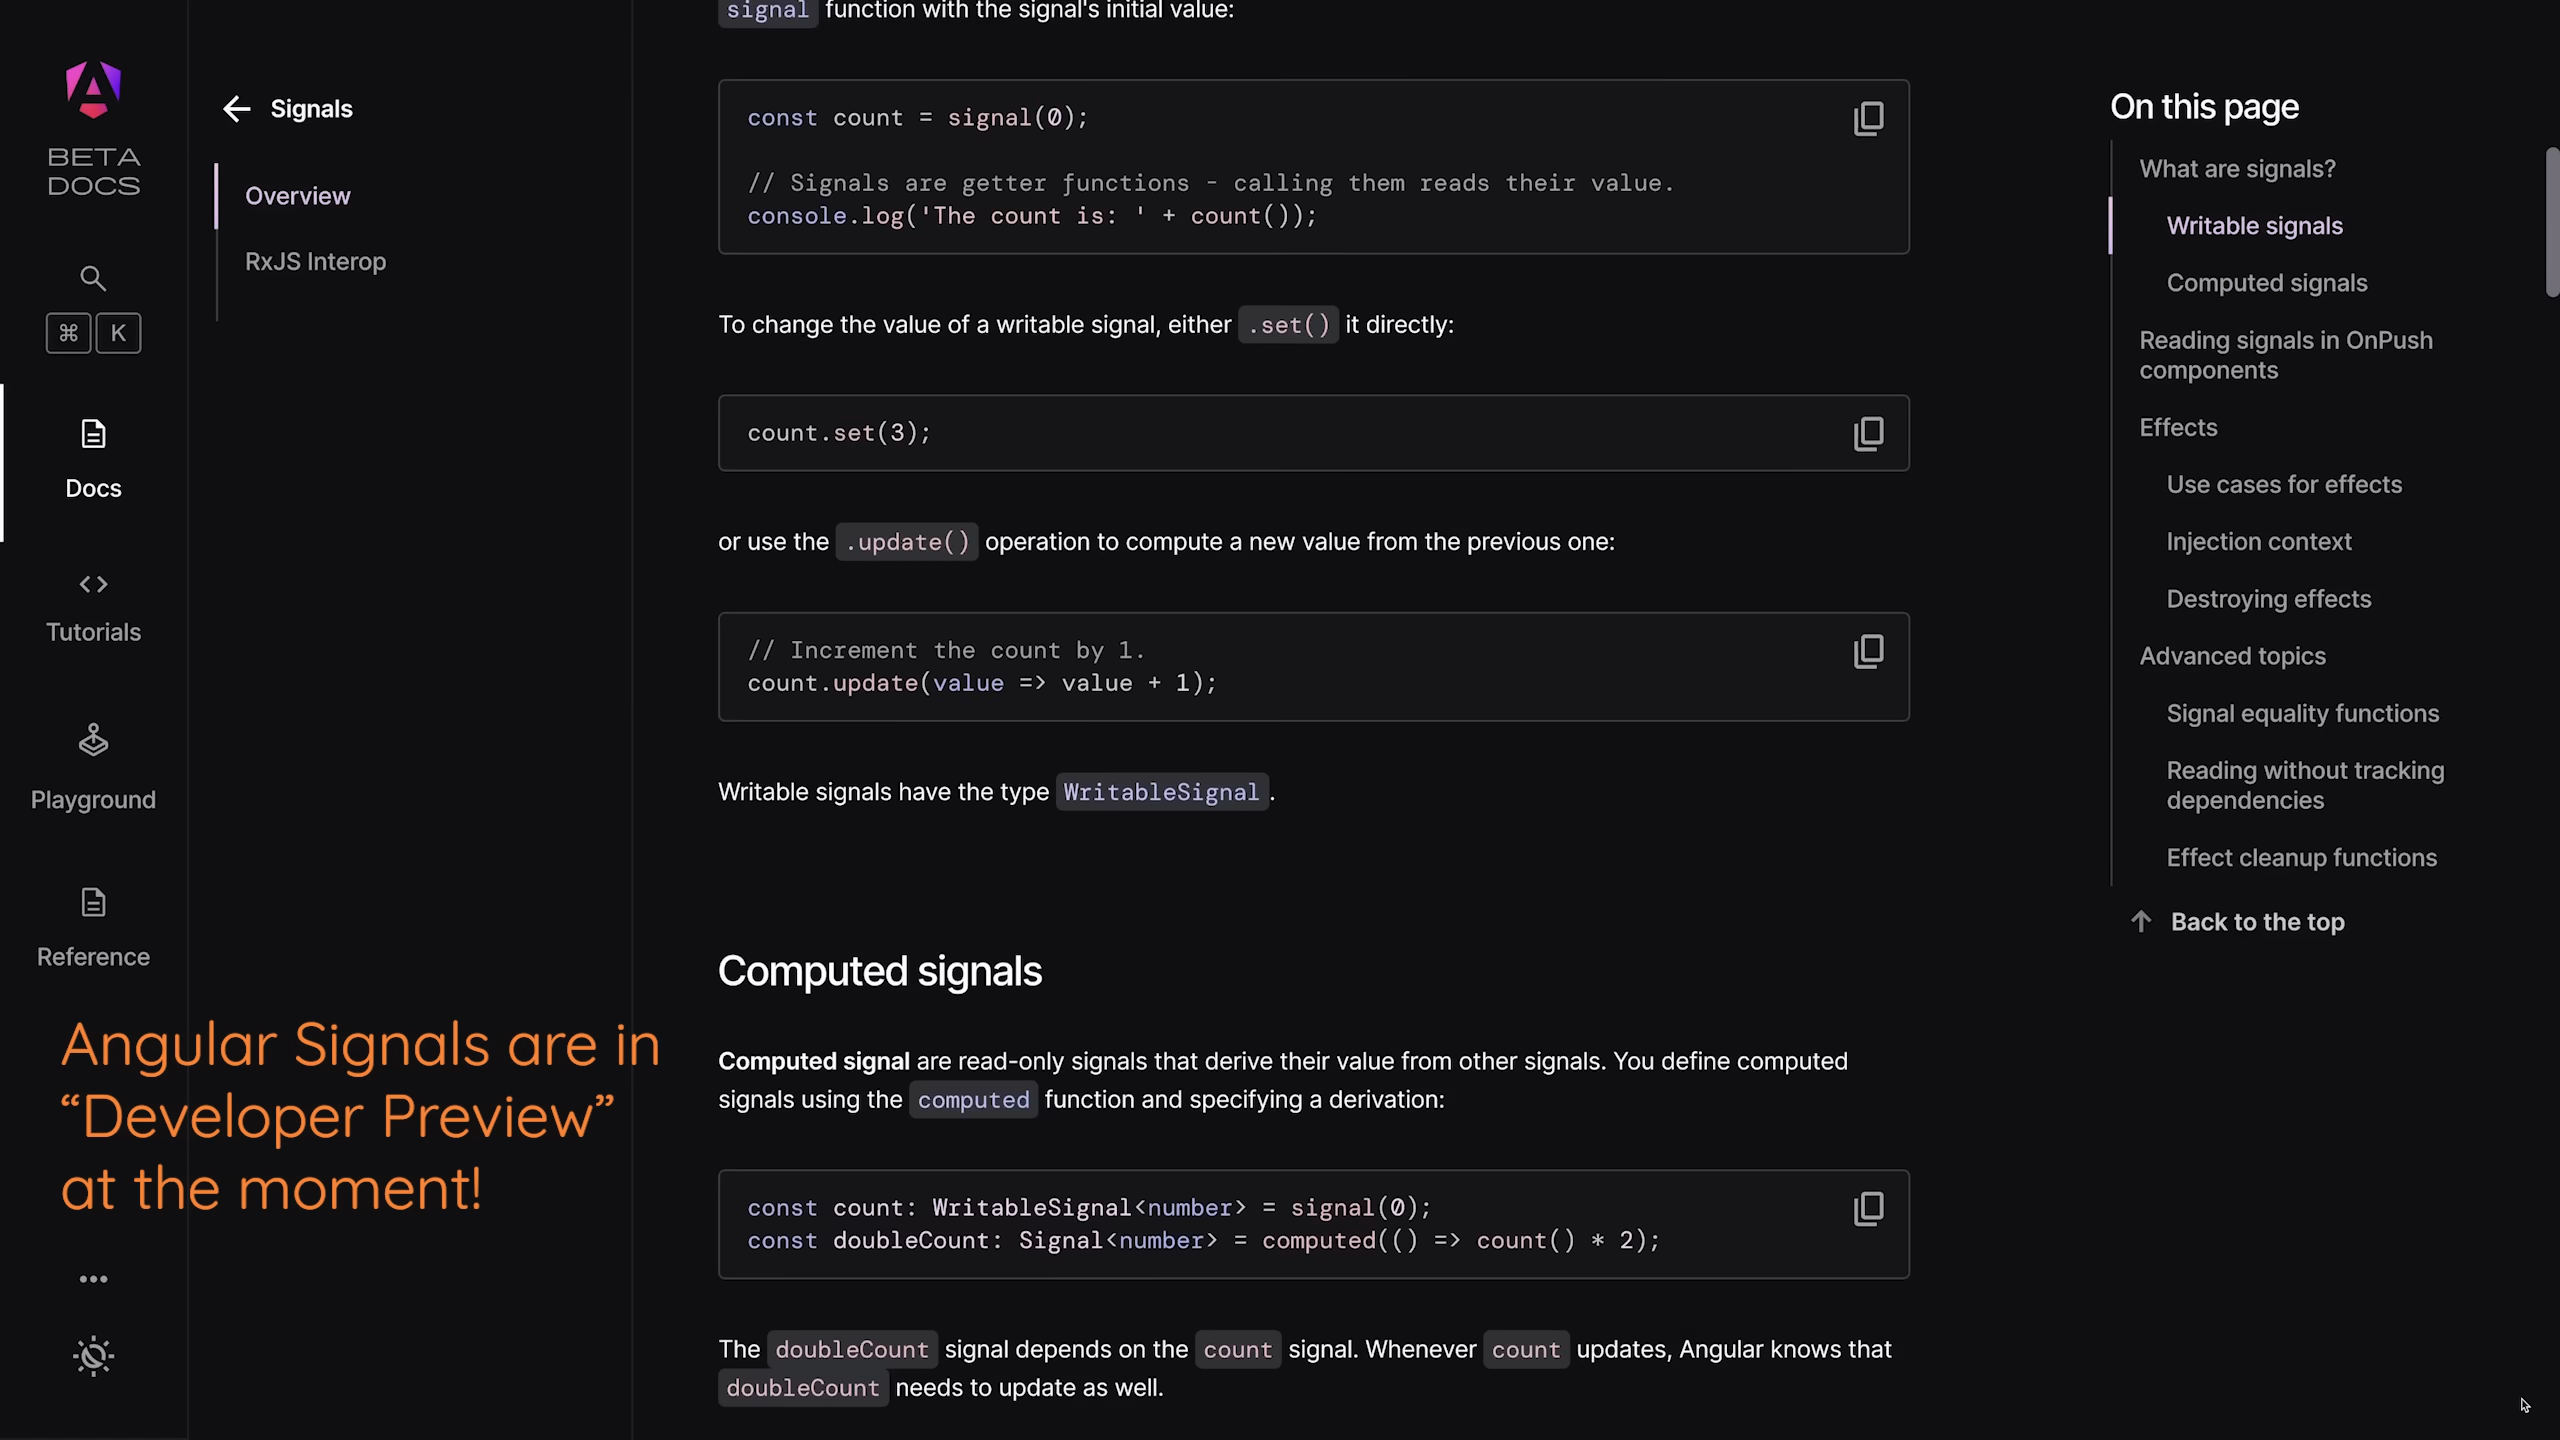 signal function with the signal's initial value:
BETA
DOCS
⌘ K
Docs
Tutorials
Playground
Reference
Signals
Overview
RxJS Interop
const count = signal(0);
// Signals are getter functions - calling them reads their value.
console.log('The count is: ' + count());
To change the value of a writable signal, either .set() it directly:
count.set(3);
or use the .update() operation to compute a new value from the previous one:
// Increment the count by 1.
count.update(value => value + 1);
Writable signals have the type WritableSignal .
Computed signals
Computed signal are read-only signals that derive their value from other signals. You define computed
signals using the computed function and specifying a derivation:
const count: WritableSignal<number> = signal(0);
const doubleCount: Signal<number> = computed(() => count() * 2);
The doubleCount signal depends on the count signal. Whenever count updates, Angular knows that
doubleCount needs to update as well.
On this page
What are signals?
Writable signals
Computed signals
Reading signals in OnPush
components
Effects
Use cases for effects
Injection context
Destroying effects
Advanced topics
Signal equality functions
Reading without tracking
dependencies
Effect cleanup functions
Back to the top
Angular Signals are in
“Developer Preview”
at the moment!